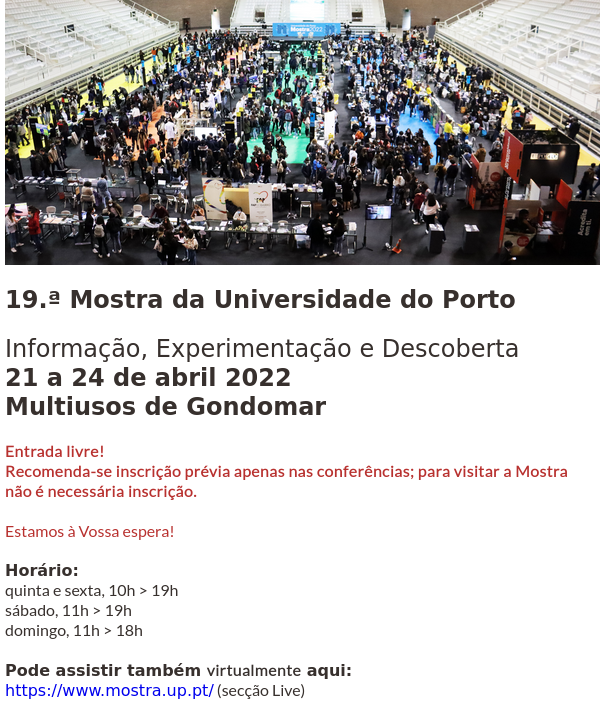 Mostra2022
19.ª Mostra da Universidade do Porto
Informação, Experimentação e Descoberta
21 a 24 de abril 2022
Multiusos de Gondomar
Entrada livre!
Recomenda-se inscrição prévia apenas nas conferências; para visitar a Mostra
não é necessária inscrição.
Estamos à Vossa espera!
Horário:
quinta e sexta, 10h > 19h
sábado, 11h > 19h
domingo, 11h > 18h
Pode assistir também virtualmente aqui:
https://www.mostra.up.pt/ (secção Live)